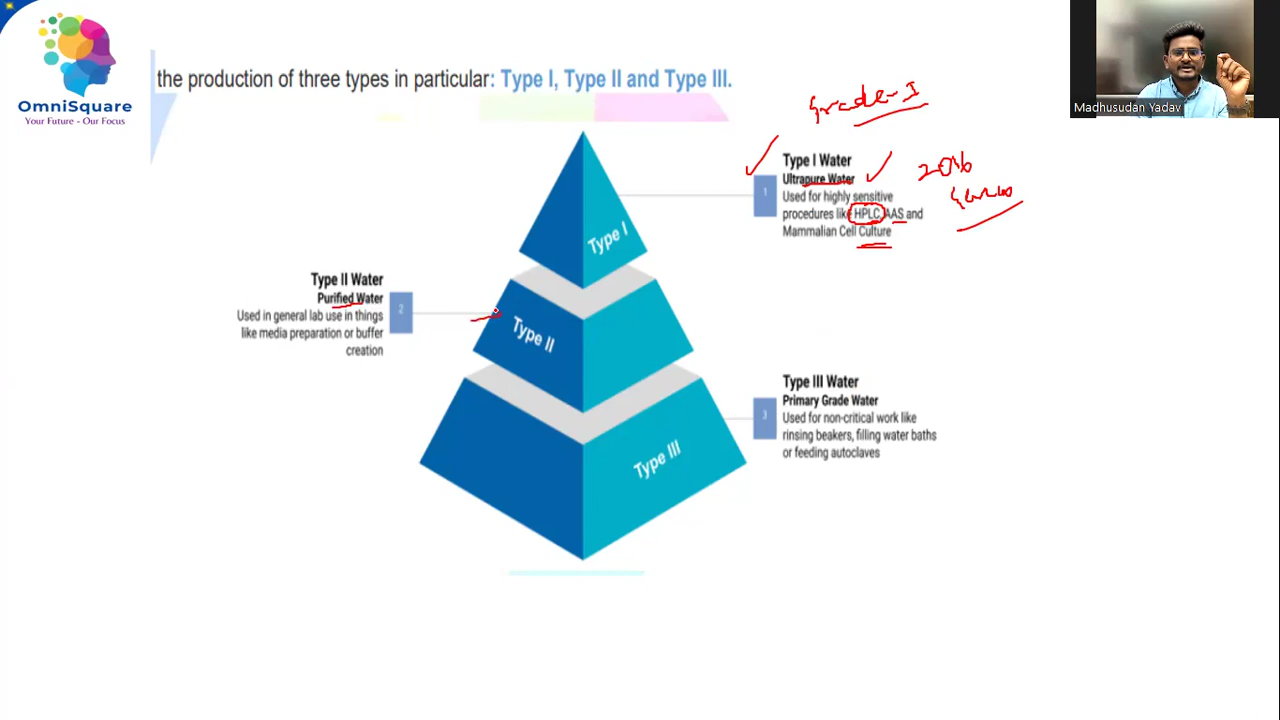 OmniSquare
Your Future - Our Focus
the production of three types in particular: Type I, Type II and Type III.
Madhusudan Yadav
Grade-I
Type I Water
Ultrapure Water
Used for highly sensitive
procedures like HPLC, AAS and
Mammalian Cell Culture
1
Type I
Type II Water
Purified Water
Used in general lab use in things
like media preparation or buffer
creation
2
Type II
Type III Water
Primary Grade Water
Used for non-critical work like
rinsing beakers, filling water baths
or feeding autoclaves
3
Type III